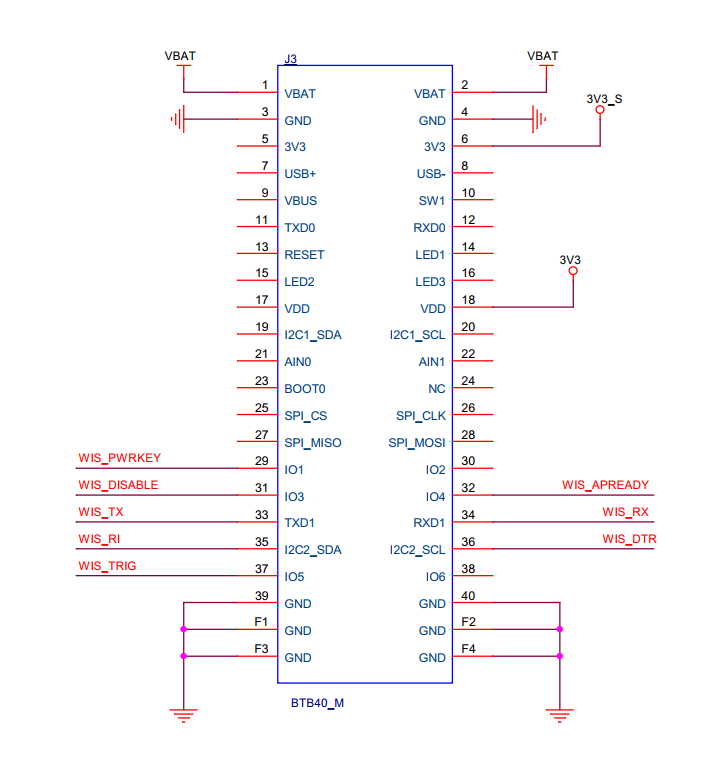 VBAT VBAT
J3
1 VBAT VBAT 2
3V3_S
3 GND GND 4
5 3V3 3V3 6
7 USB+ USB- 8
9 VBUS SW1 10
11 TXD0 RXD0 12
13 RESET LED1 14
3V3
15 LED2 LED3 16
17 VDD VDD 18
19 I2C1_SDA I2C1_SCL 20
21 AIN0 AIN1 22
23 BOOT0 NC 24
25 SPI_CS SPI_CLK 26
27 SPI_MISO SPI_MOSI 28
WIS_PWRKEY 29 IO1 IO2 30
WIS_DISABLE 31 IO3 IO4 32 WIS_APREADY
WIS_TX 33 TXD1 RXD1 34 WIS_RX
WIS_RI 35 I2C2_SDA I2C2_SCL 36 WIS_DTR
WIS_TRIG 37 IO5 IO6 38
39 GND GND 40
F1 GND GND F2
F3 GND GND F4
BTB40_M